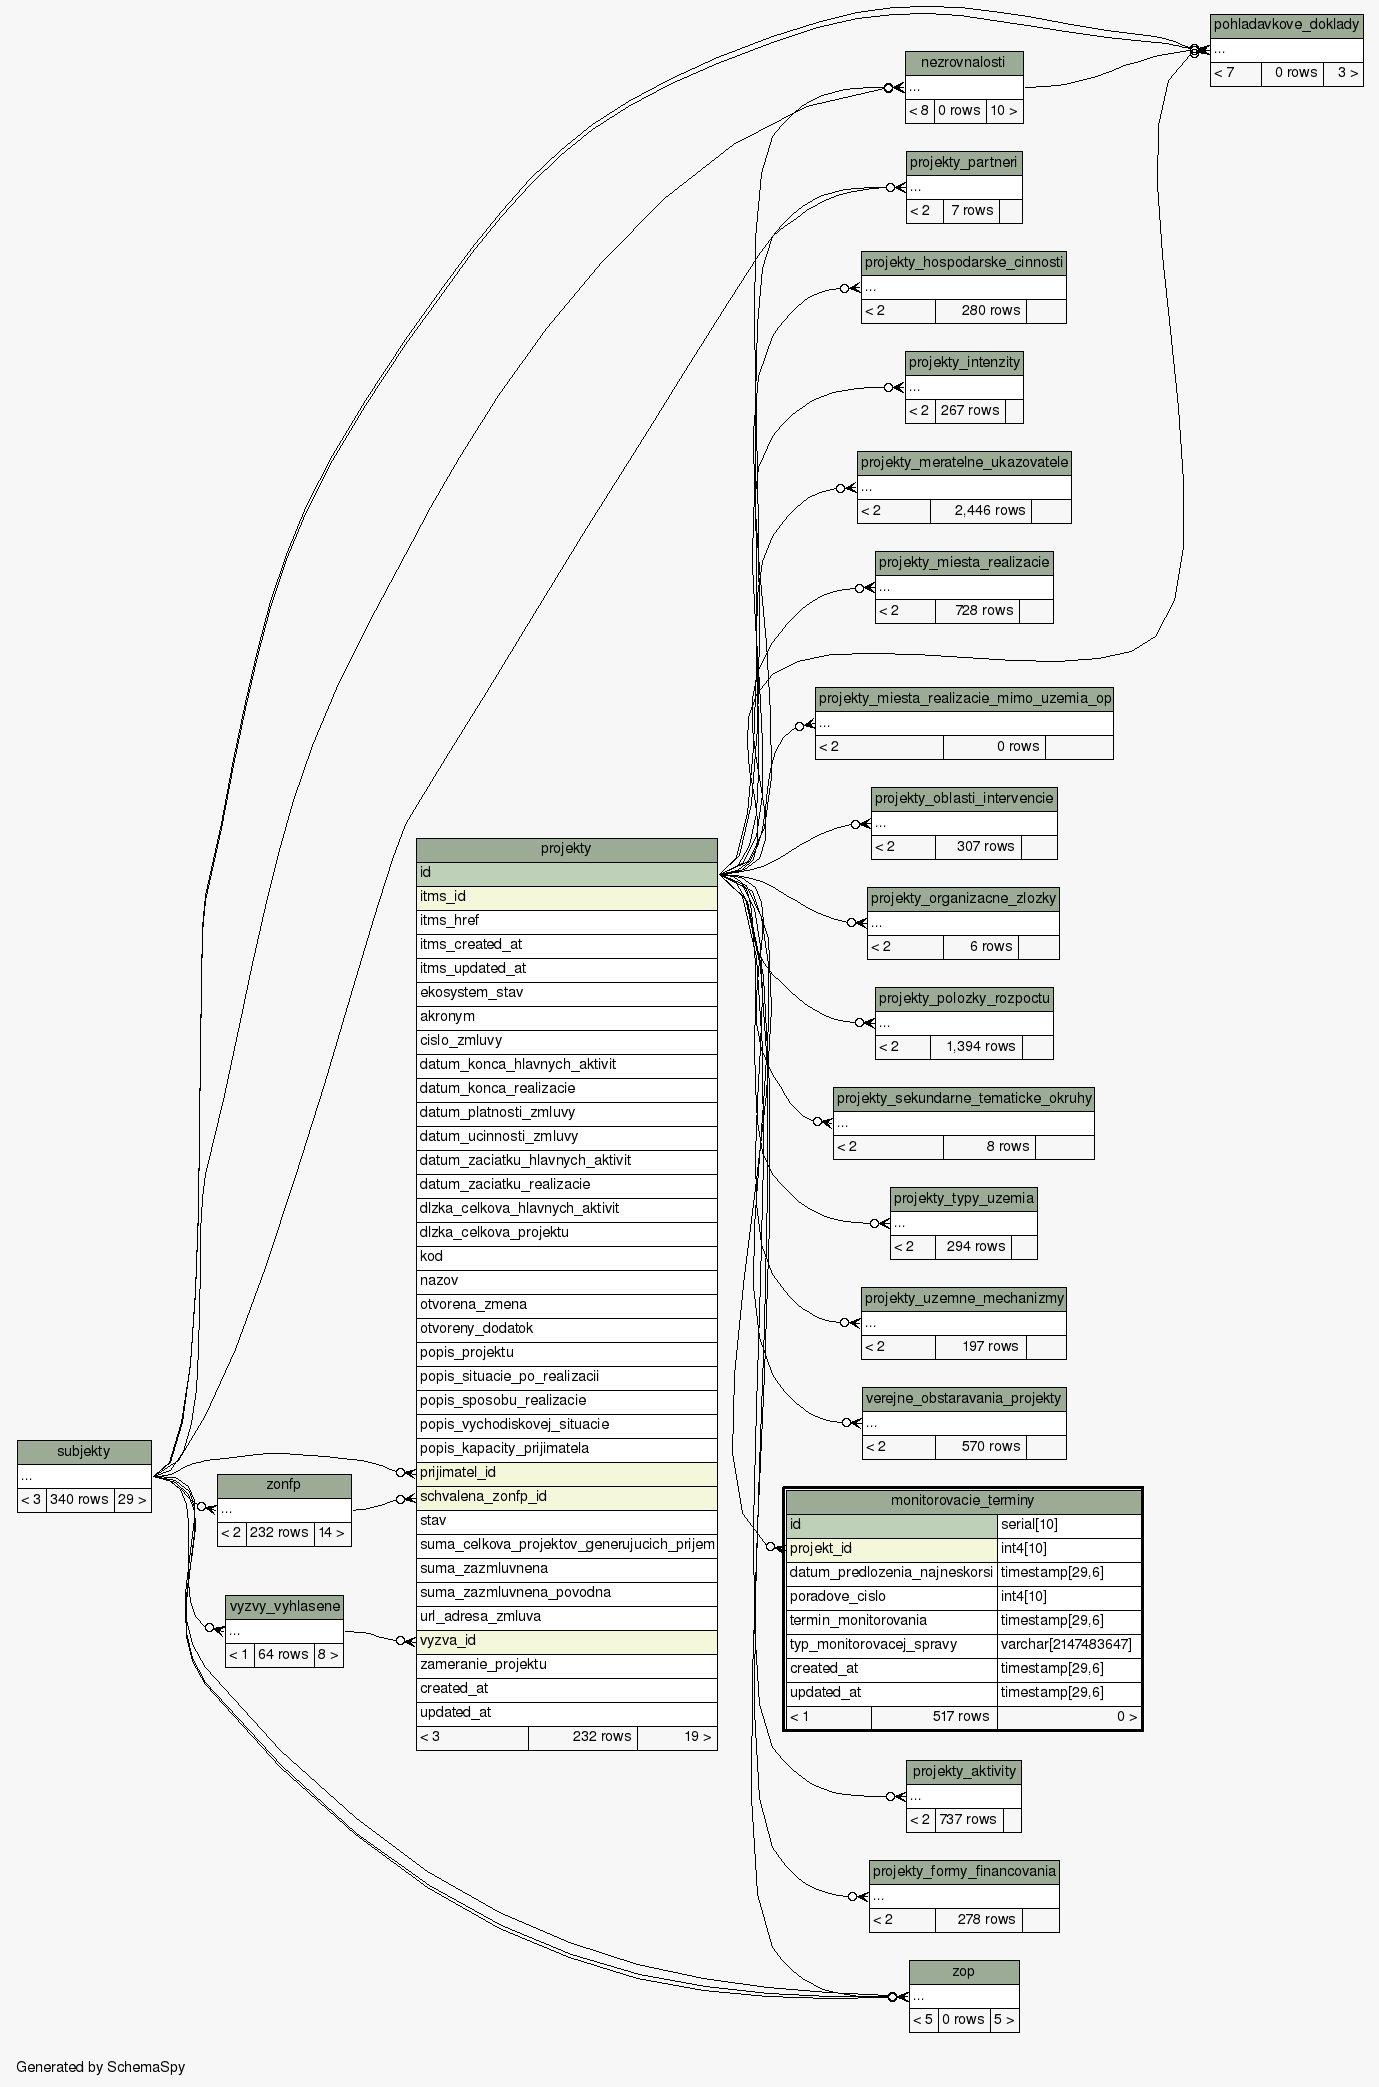 pohladavkove_doklady
...
< 7 0 rows 3 >
nezrovnalosti
...
< 8 0 rows 10 >
projekty_partneri
...
< 2 7 rows
projekty_hospodarske_cinnosti
...
< 2 280 rows
projekty_intenzity
...
< 2 267 rows
projekty_meratelne_ukazovatele
...
< 2 2,446 rows
projekty_miesta_realizacie
...
< 2 728 rows
projekty_miesta_realizacie_mimo_uzemia_op
...
< 2 0 rows
projekty_oblasti_intervencie
...
< 2 307 rows
projekty_organizacne_zlozky
...
< 2 6 rows
projekty_polozky_rozpoctu
...
< 2 1,394 rows
projekty_sekundarne_tematicke_okruhy
...
< 2 8 rows
projekty_typy_uzemia
...
< 2 294 rows
projekty_uzemne_mechanizmy
...
< 2 197 rows
verejne_obstaravania_projekty
...
< 2 570 rows
projekty
id
itms_id
itms_href
itms_created_at
itms_updated_at
ekosystem_stav
akronym
cislo_zmluvy
datum_konca_hlavnych_aktivit
datum_konca_realizacie
datum_platnosti_zmluvy
datum_ucinnosti_zmluvy
datum_zaciatku_hlavnych_aktivit
datum_zaciatku_realizacie
dlzka_celkova_hlavnych_aktivit
dlzka_celkova_projektu
kod
nazov
otvorena_zmena
otvoreny_dodatok
popis_projektu
popis_situacie_po_realizacii
popis_sposobu_realizacie
popis_vychodiskovej_situacie
popis_kapacity_prijimatela
prijimatel_id
schvalena_zonfp_id
stav
suma_celkova_projektov_generujucich_prijem
suma_zazmluvnena
suma_zazmluvnena_povodna
url_adresa_zmluva
vyzva_id
zameranie_projektu
created_at
updated_at
< 3 232 rows 19 >
subjekty
...
< 3 340 rows 29 >
zonfp
...
< 2 232 rows 14 >
vyzvy_vyhlasene
...
< 1 64 rows 8 >
monitorovacie_terminy
id serial[10]
projekt_id int4[10]
datum_predlozenia_najneskorsi timestamp[29,6]
poradove_cislo int4[10]
termin_monitorovania timestamp[29,6]
typ_monitorovacej_spravy varchar[2147483647]
created_at timestamp[29,6]
updated_at timestamp[29,6]
< 1 517 rows 0 >
projekty_aktivity
...
< 2 737 rows
projekty_formy_financovania
...
< 2 278 rows
zop
...
< 5 0 rows 5 >
Generated by SchemaSpy